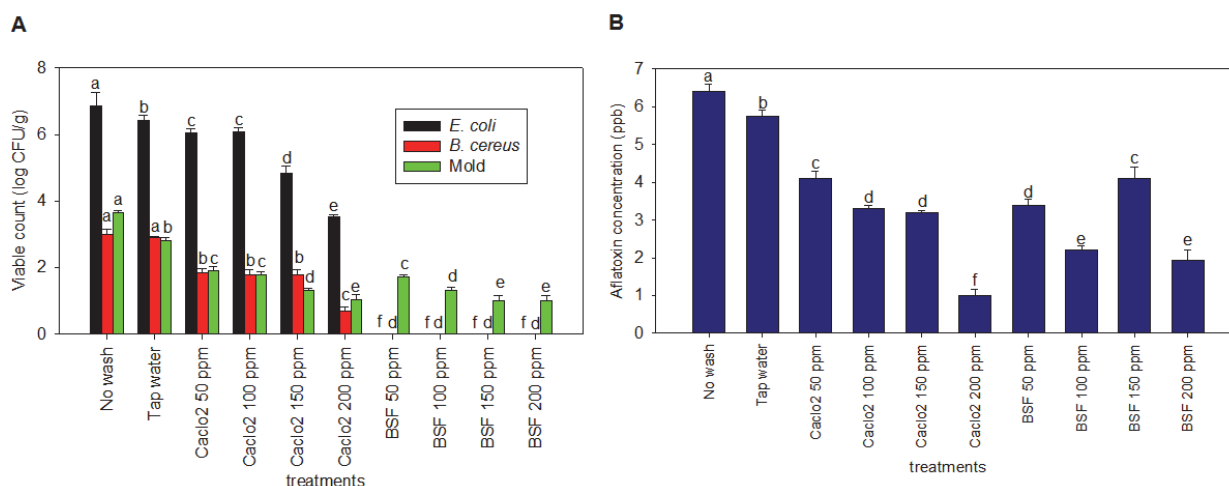 A
Viable count (log CFU/g)
8
6
4
2
0
a
b
c
c
d
e
a
a
a
b
b
c
b
c
b
d
c
e
f
d
c
f
d
d
f
d
e
f
d
e
E. coli
B. cereus
Mold
No wash
Tap water
Caclo2 50 ppm
Caclo2 100 ppm
Caclo2 150 ppm
Caclo2 200 ppm
BSF 50 ppm
BSF 100 ppm
BSF 150 ppm
BSF 200 ppm
treatments
B
Aflatoxin concentration (ppb)
7
6
5
4
3
2
1
0
a
b
c
d
d
f
d
e
c
e
No wash
Tap water
Caclo2 50 ppm
Caclo2 100 ppm
Caclo2 150 ppm
Caclo2 200 ppm
BSF 50 ppm
BSF 100 ppm
BSF 150 ppm
BSF 200 ppm
treatments